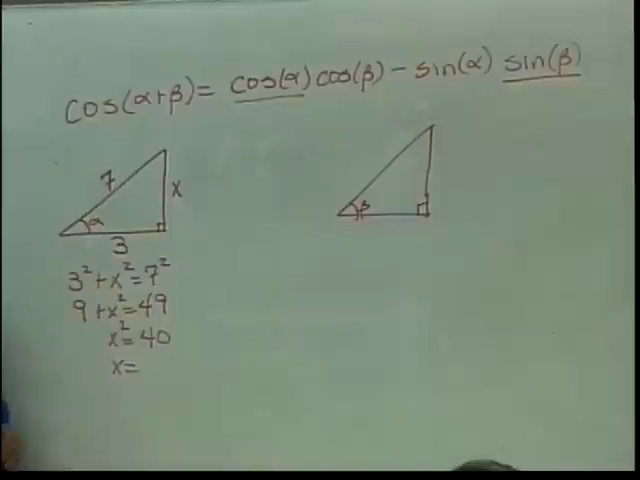 cos(α+β)= cos(α)cos(β)-sin(α) sin(β)
7
x
α
3
β
3²+x²=7²
9+x²=49
x²=40
x=